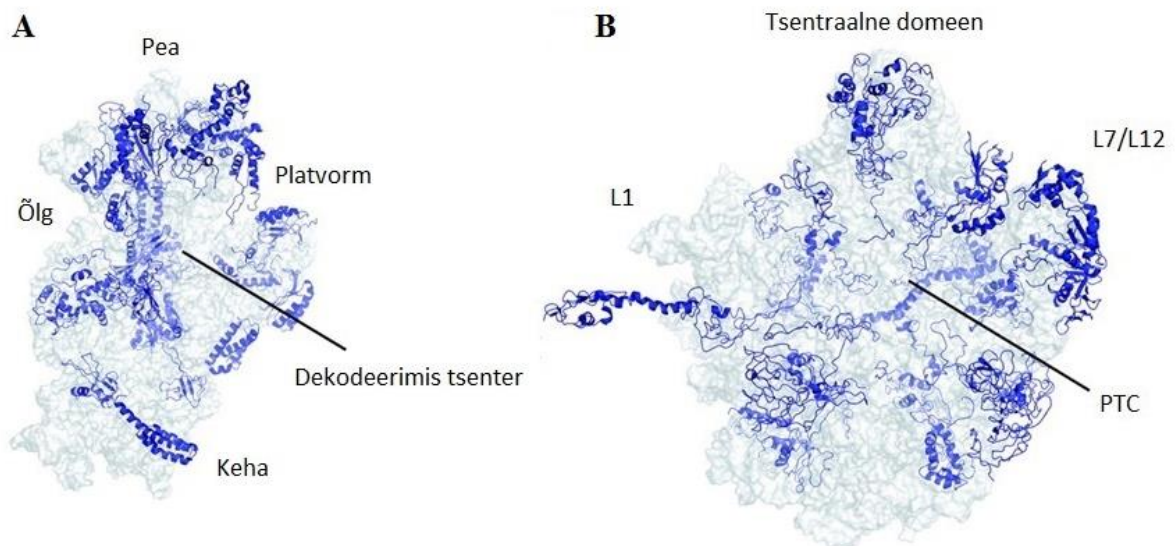 A
Pea
Platvorm
Õlg
Dekodeerimis tsenter
Keha
B
Tsentraalne domeen
L7/L12
L1
PTC